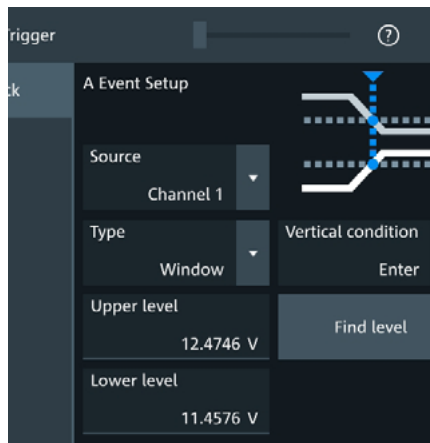 Trigger
?
ck
A Event Setup
Source
Channel 1
Type
Window
Vertical condition
Enter
Upper level
12.4746 V
Find level
Lower level
11.4576 V